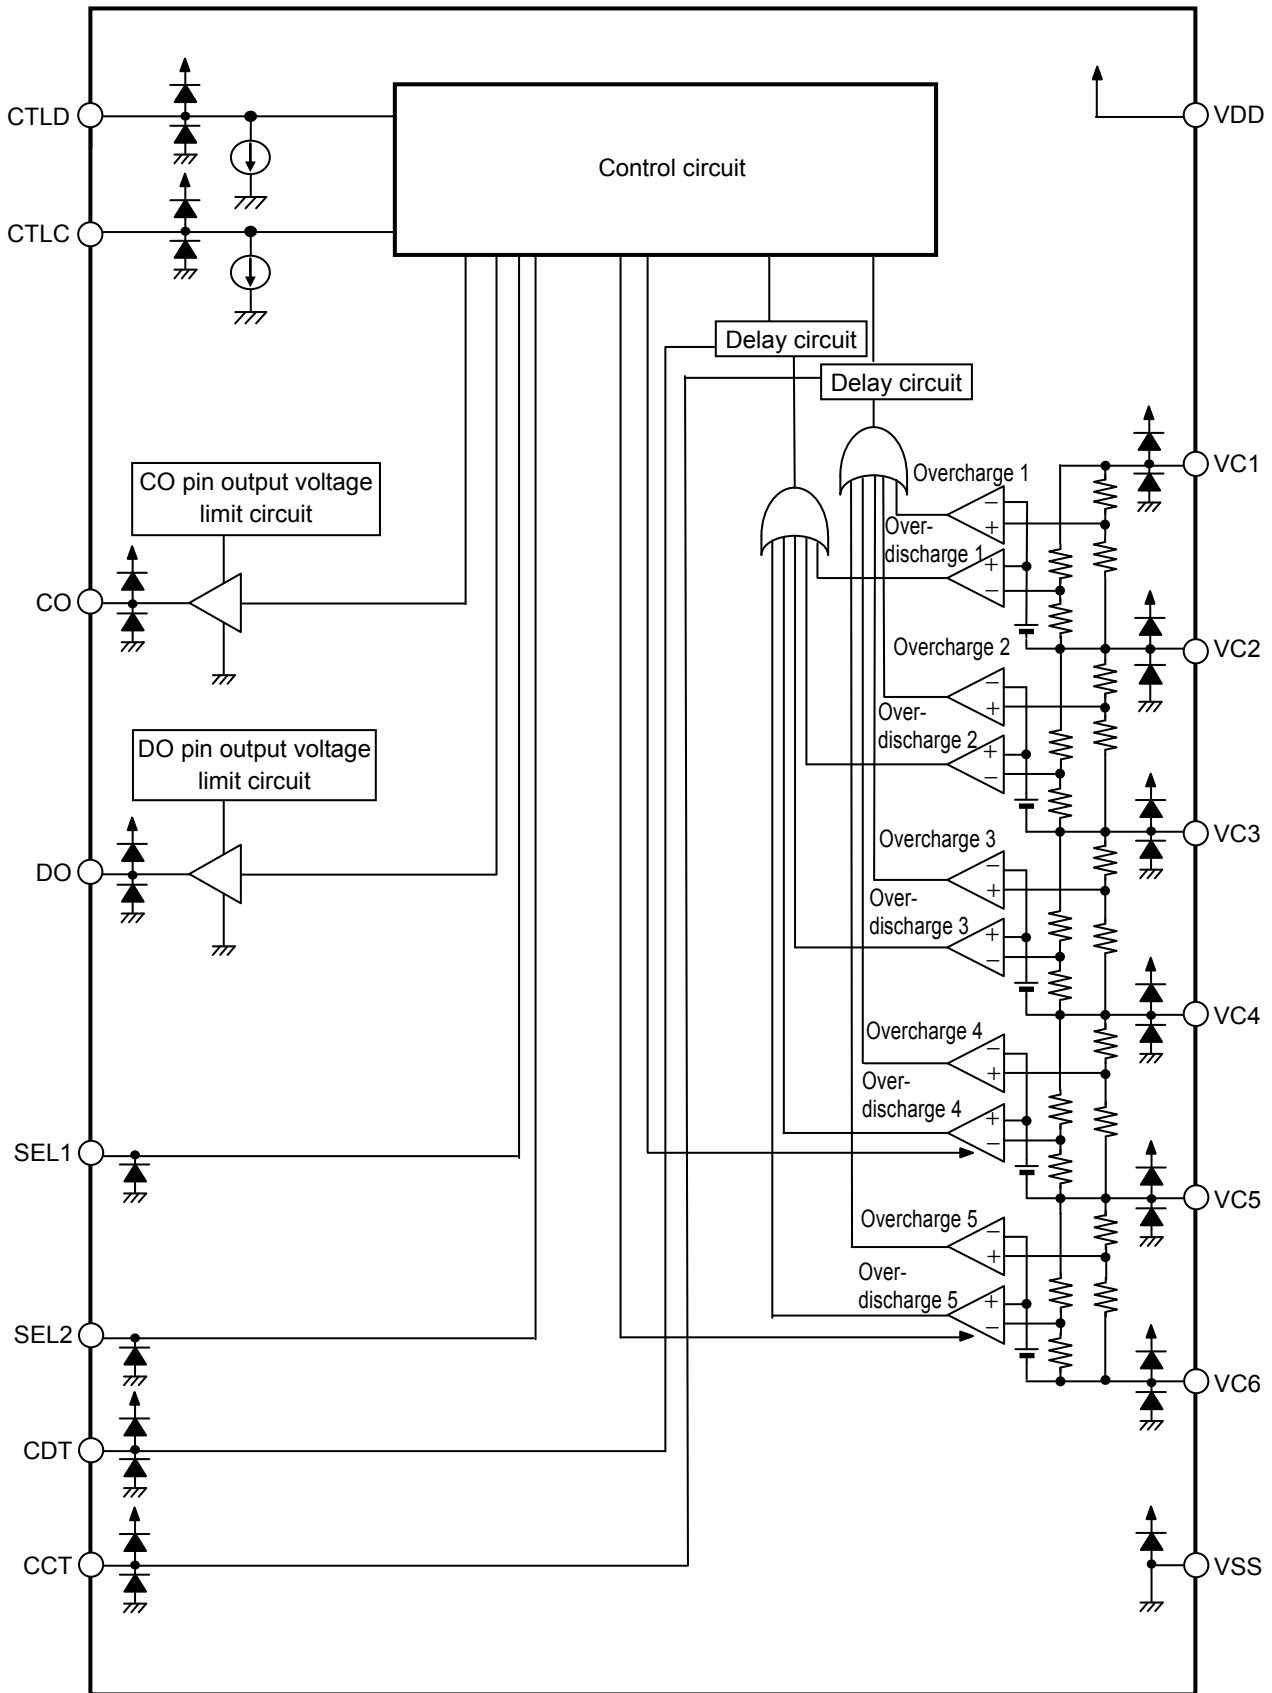 CTLD
VDD
Control circuit
CTLC
Delay circuit
Delay circuit
CO pin output voltage
limit circuit
VC1
Overcharge 1
−
+
Over-
discharge 1
+
−
CO
VC2
Overcharge 2
−
+
Over-
discharge 2
+
−
DO pin output voltage
limit circuit
VC3
Overcharge 3
−
+
DO
Over-
discharge 3
+
−
VC4
Overcharge 4
−
+
Over-
discharge 4
+
−
SEL1
VC5
Overcharge 5
−
+
Over-
discharge 5
+
−
SEL2
VC6
CDT
CCT
VSS